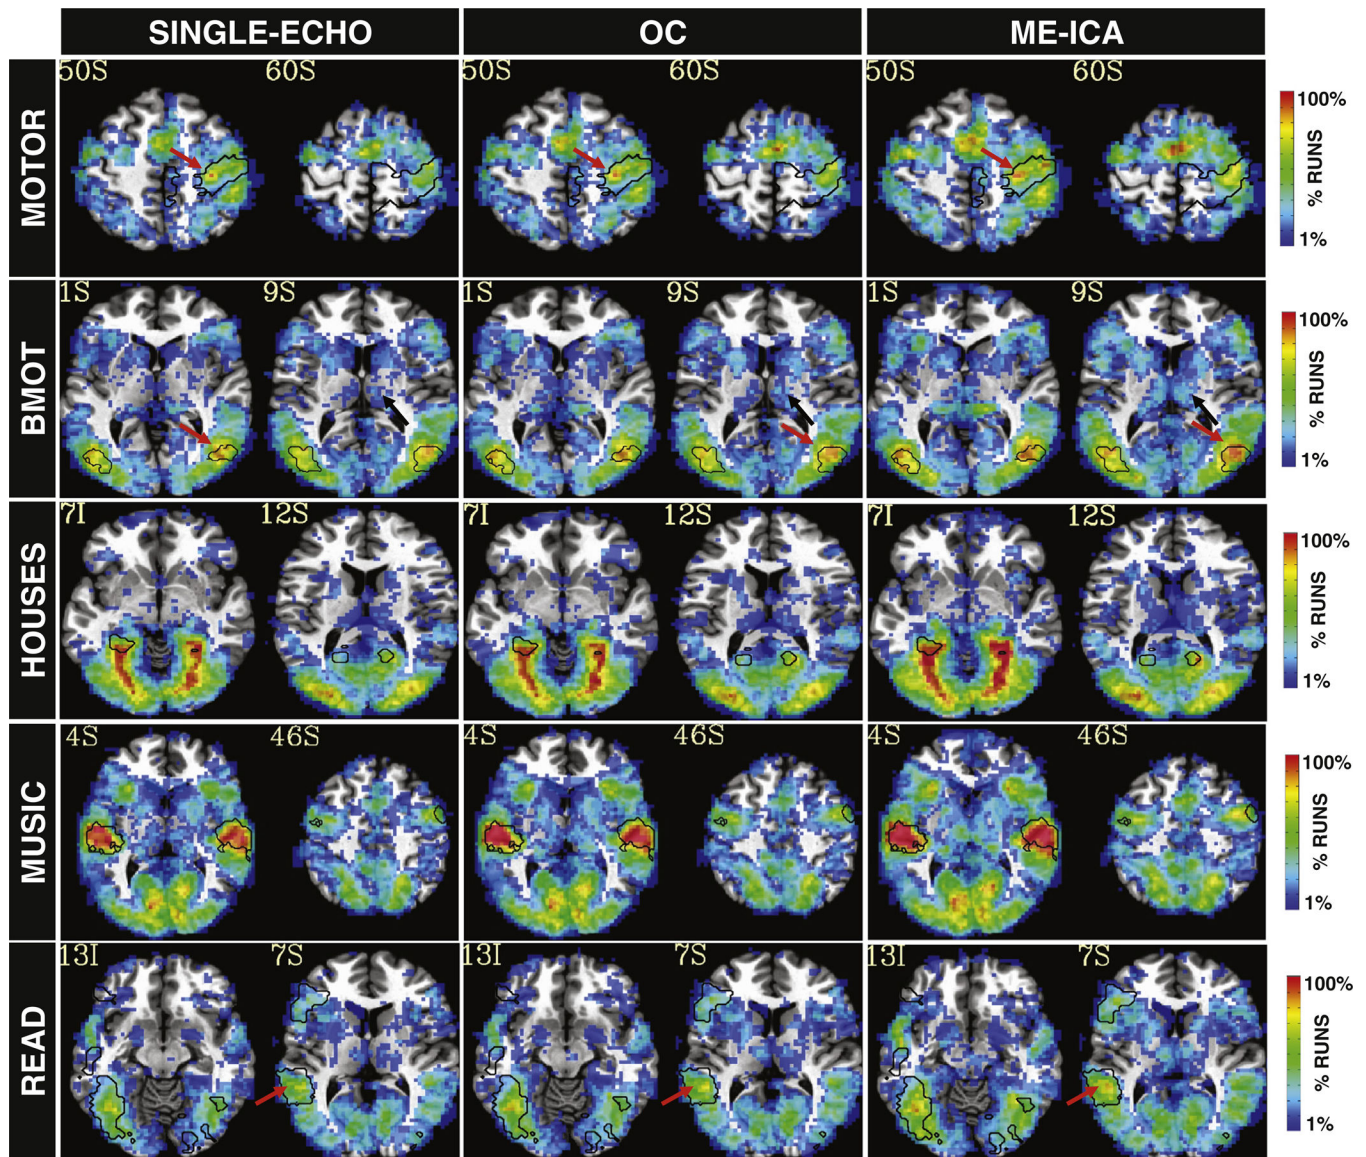 SINGLE-ECHO OC ME-ICA
MOTOR
50S 60S 50S 60S 50S 60S
100%
% RUNS
1%
BMOT
1S 9S 1S 9S 1S 9S
100%
% RUNS
1%
HOUSES
7I 12S 7I 12S 7I 12S
100%
% RUNS
1%
MUSIC
4S 46S 4S 46S 4S 46S
100%
% RUNS
1%
READ
13I 7S 13I 7S 13I 7S
100%
% RUNS
1%